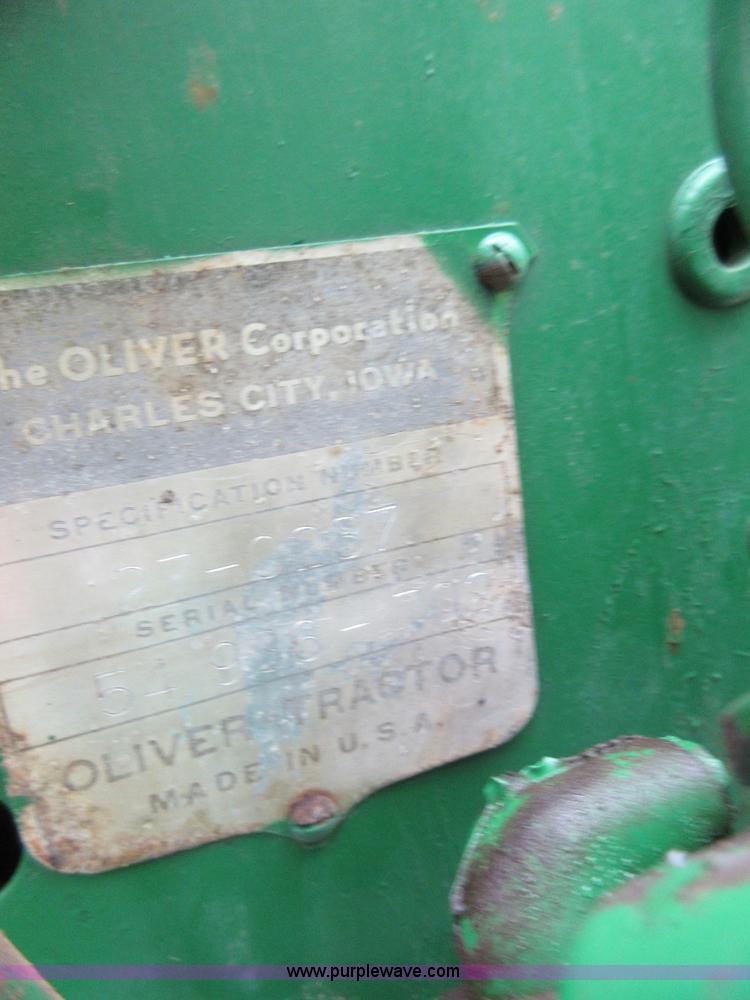 he OLIVER Corporation
CHARLES CITY, IOWA
SPECIFICATION NUMBER
SERIAL NUMBER
OLIVER TRACTOR
MADE IN U.S.A.
www.purplewave.com